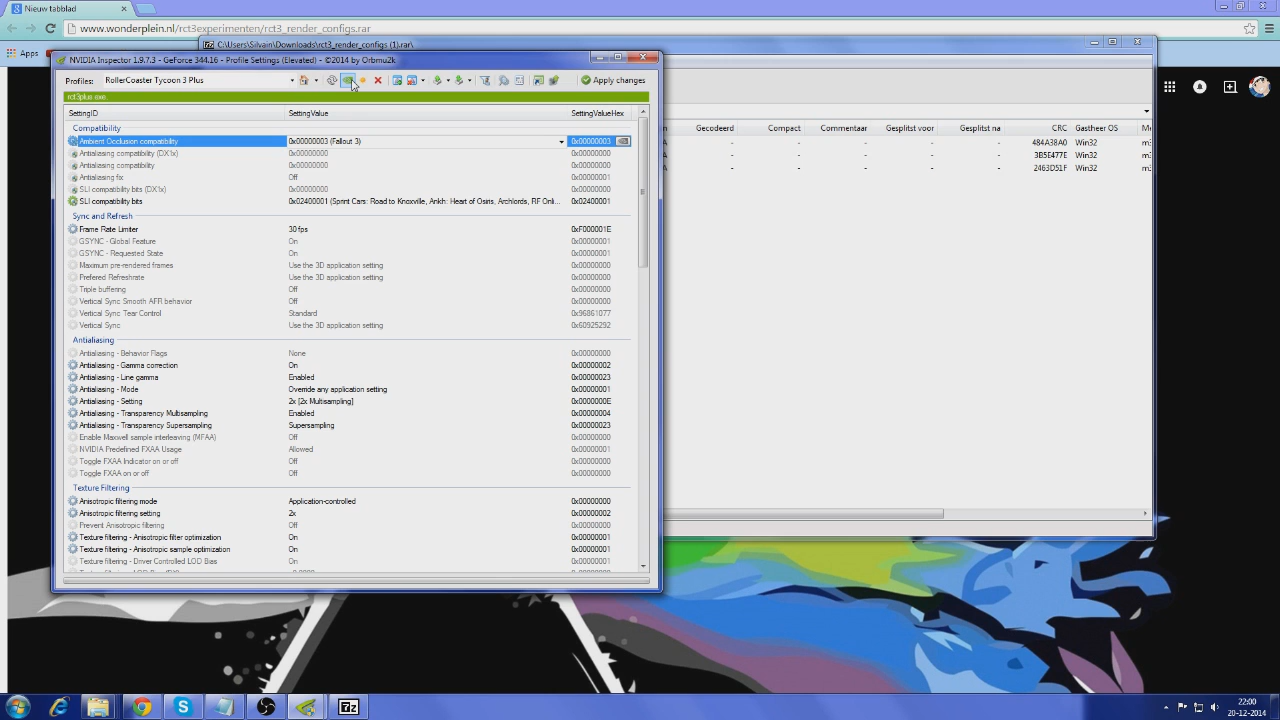 Nieuw tabblad
www.wonderplein.nl/rct3experimenten/rct3_render_configs.rar
Apps
C:\Users\Silvain\Downloads\rct3_render_configs (1).rar\
NVIDIA Inspector 1.9.7.3 - GeForce 344.16 - Profile Settings (Elevated) - ©2014 by Orbmu2k
Profiles: RollerCoaster Tycoon 3 Plus Apply changes
rct3plus.exe
SettingID SettingValue SettingValueHex
Compatibility
Ambient Occlusion compatibility 0x00000003 (Fallout 3) 0x00000003
Antialiasing compatibility (DX1x) 0x00000000 0x00000000
Antialiasing compatibility 0x00000000 0x00000000
Antialiasing fix Off 0x00000001
SLI compatibility bits (DX1x) 0x00000000 0x00000000
SLI compatibility bits 0x02400001 (Sprint Cars: Road to Knoxville, Ankh: Heart of Osiris, Archlords, RF Onli... 0x02400001
Sync and Refresh
Frame Rate Limiter 30 fps 0xF000001E
GSYNC - Global Feature On 0x00000001
GSYNC - Requested State On 0x00000001
Maximum pre-rendered frames Use the 3D application setting 0x00000000
Prefered Refreshrate Use the 3D application setting 0x00000000
Triple buffering Off 0x00000000
Vertical Sync Smooth AFR behavior Off 0x00000000
Vertical Sync Tear Control Standard 0x96861077
Vertical Sync Use the 3D application setting 0x60925292
Antialiasing
Antialiasing - Behavior Flags None 0x00000000
Antialiasing - Gamma correction On 0x00000002
Antialiasing - Line gamma Enabled 0x00000023
Antialiasing - Mode Override any application setting 0x00000001
Antialiasing - Setting 2x [2x Multisampling] 0x0000000E
Antialiasing - Transparency Multisampling Enabled 0x00000004
Antialiasing - Transparency Supersampling Supersampling 0x00000023
Enable Maxwell sample interleaving (MFAA) Off 0x00000000
NVIDIA Predefined FXAA Usage Allowed 0x00000001
Toggle FXAA Indicator on or off Off 0x00000000
Toggle FXAA on or off Off 0x00000000
Texture Filtering
Anisotropic filtering mode Application-controlled 0x00000000
Anisotropic filtering setting 2x 0x00000002
Prevent Anisotropic filtering Off 0x00000000
Texture filtering - Anisotropic filter optimization On 0x00000001
Texture filtering - Anisotropic sample optimization On 0x00000001
Texture filtering - Driver Controlled LOD Bias On 0x00000001
Gecodeerd Compact Commentaar Gesplitst voor Gesplitst na CRC Gastheer OS
- - - - - 484A38A0 Win32
- - - - - 3B5E477E Win32
- - - - - 2463D51F Win32
22:00
20-12-2014